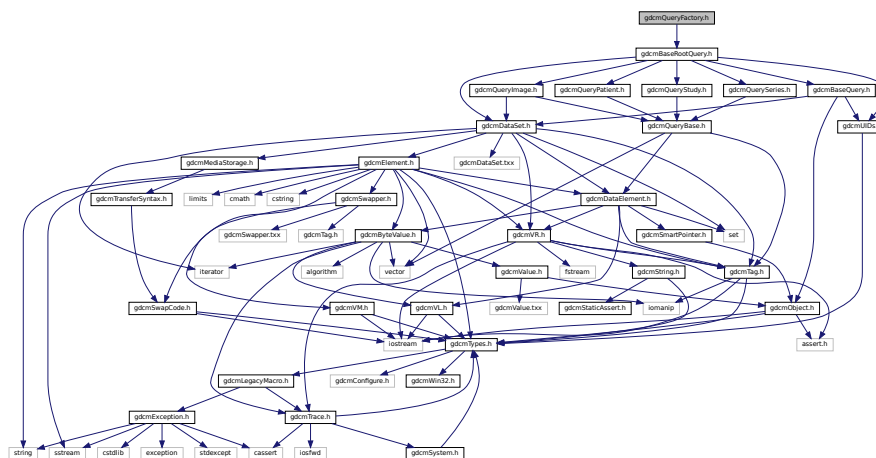 gdcmQueryFactory.h
gdcmBaseRootQuery.h
gdcmQueryImage.h
gdcmQueryPatient.h
gdcmQueryStudy.h
gdcmQuerySeries.h
gdcmBaseQuery.h
gdcmDataSet.h
gdcmQueryBase.h
gdcmUIDs
gdcmMediaStorage.h
gdcmElement.h
gdcmDataSet.txx
gdcmTransferSyntax.h
limits
cmath
cstring
gdcmSwapper.h
gdcmDataElement.h
gdcmSwapper.txx
gdcmTag.h
gdcmByteValue.h
gdcmVR.h
gdcmSmartPointer.h
set
iterator
algorithm
vector
gdcmValue.h
fstream
gdcmString.h
gdcmTag.h
gdcmSwapCode.h
gdcmVM.h
gdcmVL.h
gdcmValue.txx
gdcmStaticAssert.h
iomanip
gdcmObject.h
iostream
gdcmTypes.h
assert.h
gdcmLegacyMacro.h
gdcmConfigure.h
gdcmWin32.h
gdcmException.h
gdcmTrace.h
string
sstream
cstdlib
exception
stdexcept
cassert
iosfwd
gdcmSystem.h